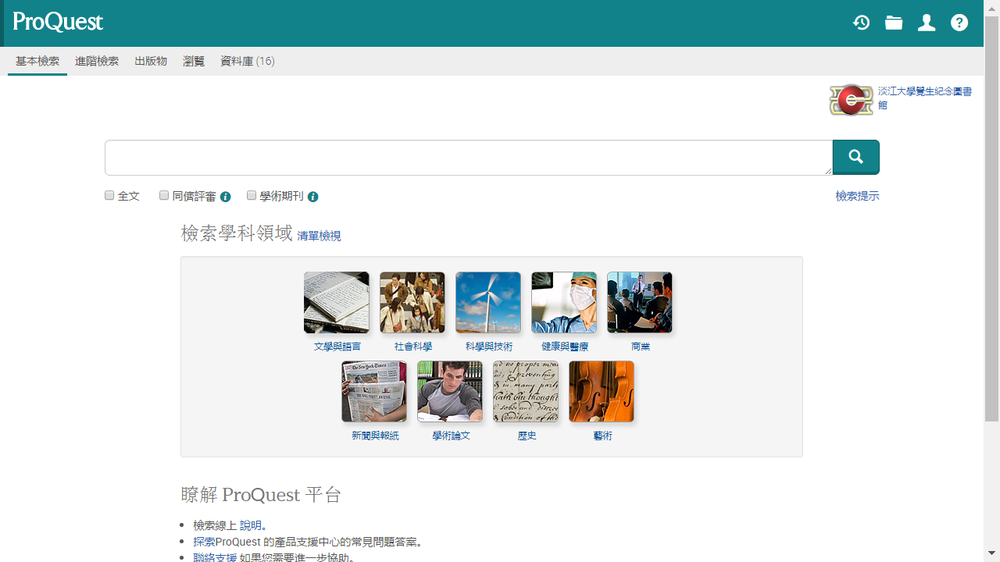 ProQuest
基本檢索 進階檢索 出版物 瀏覽 資料庫 (16)
淡江大學覺生紀念圖書
館
全文 同儕評審 學術期刊 檢索提示
檢索學科領域 清單檢視
文學與語言 社會科學 科學與技術 健康與醫療 商業
新聞與報紙 學術論文 歷史 藝術
瞭解 ProQuest 平台
檢索線上 說明。
探索ProQuest 的產品支援中心的常見問題答案。
聯絡支援 如果您需要進一步協助。